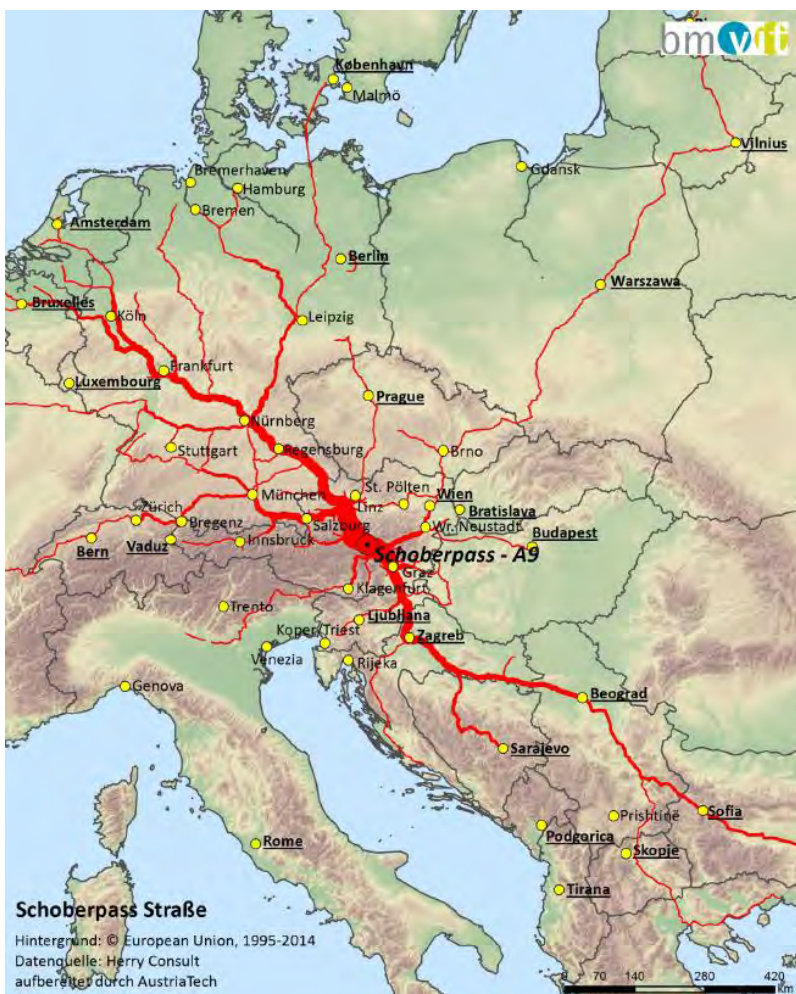 bmvit
København
Malmö
Vilnius
Gdansk
Bremerhaven
Hamburg
Bremen
Amsterdam
Berlin
Warszawa
Bruxelles
Köln
Leipzig
Frankfurt
Luxembourg
Prague
Nürnberg
Stuttgart
Regensburg
Brno
München
St. Pölten
Wien
Linz
Bratislava
Zürich
Bregenz
Salzburg
Wr. Neustadt
Budapest
Bern
Vaduz
Innsbruck
Schoberpass - A9
Graz
Klagenfurt
Trento
Ljubljana
Koper/Triest
Zagreb
Venezia
Rijeka
Genova
Beograd
Sarajevo
Prishtinë
Sofia
Podgorica
Skopje
Rome
Tirana
Schoberpass Straße
Hintergrund: © European Union, 1995-2014
Datenquelle: Herry Consult
aufbereitet durch AustriaTech
0 70 140 280 420
Km